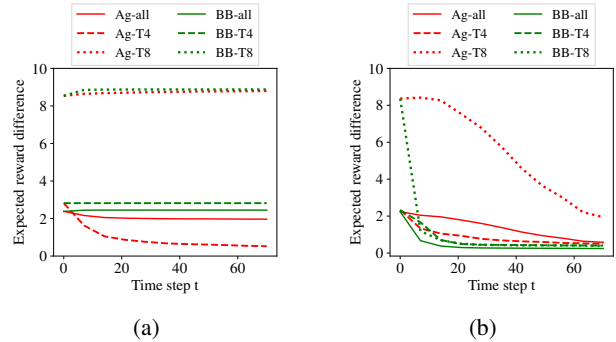 Ag-all BB-all
Ag-T4 BB-T4
Ag-T8 BB-T8
Expected reward difference
10
8
6
4
2
0
0 20 40 60
Time step t
(a)
Ag-all BB-all
Ag-T4 BB-T4
Ag-T8 BB-T8
Expected reward difference
10
8
6
4
2
0
0 20 40 60
Time step t
(b)